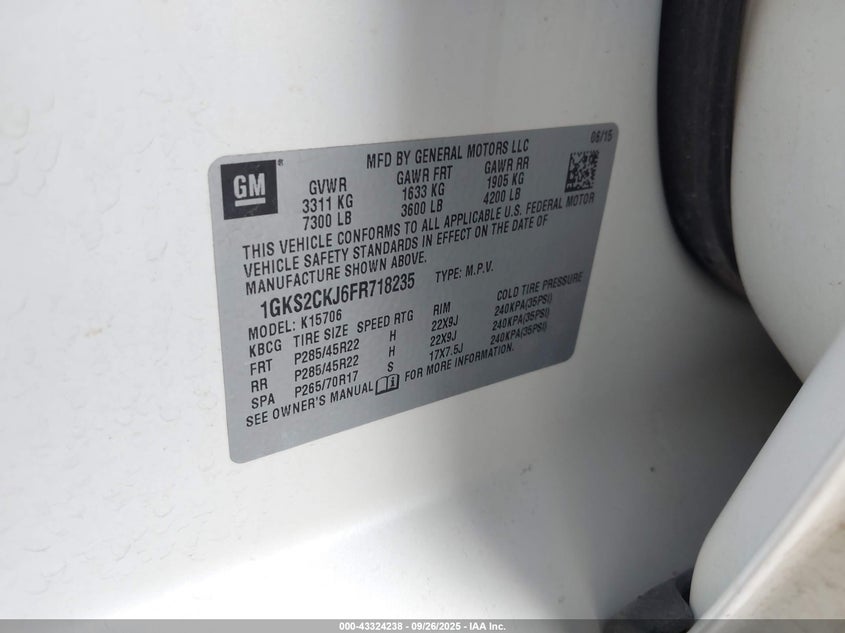 06/15
MFD BY GENERAL MOTORS LLC
GM®
GVWR GAWR FRT GAWR RR
3311 KG 1633 KG 1905 KG
7300 LB 3600 LB 4200 LB
THIS VEHICLE CONFORMS TO ALL APPLICABLE U.S. FEDERAL MOTOR
VEHICLE SAFETY STANDARDS IN EFFECT ON THE DATE OF
MANUFACTURE SHOWN ABOVE.
1GKS2CKJ6FR718235 TYPE: M.P.V.
MODEL: K15706
KBCG TIRE SIZE SPEED RTG RIM COLD TIRE PRESSURE
FRT P285/45R22 H 22X9J 240KPA(35PSI)
RR P285/45R22 H 22X9J 240KPA(35PSI)
SPA P265/70R17 S 17X7.5J 240KPA(35PSI)
SEE OWNER'S MANUAL FOR MORE INFORMATION.
000-43324238 - 09/26/2025 - IAA Inc.